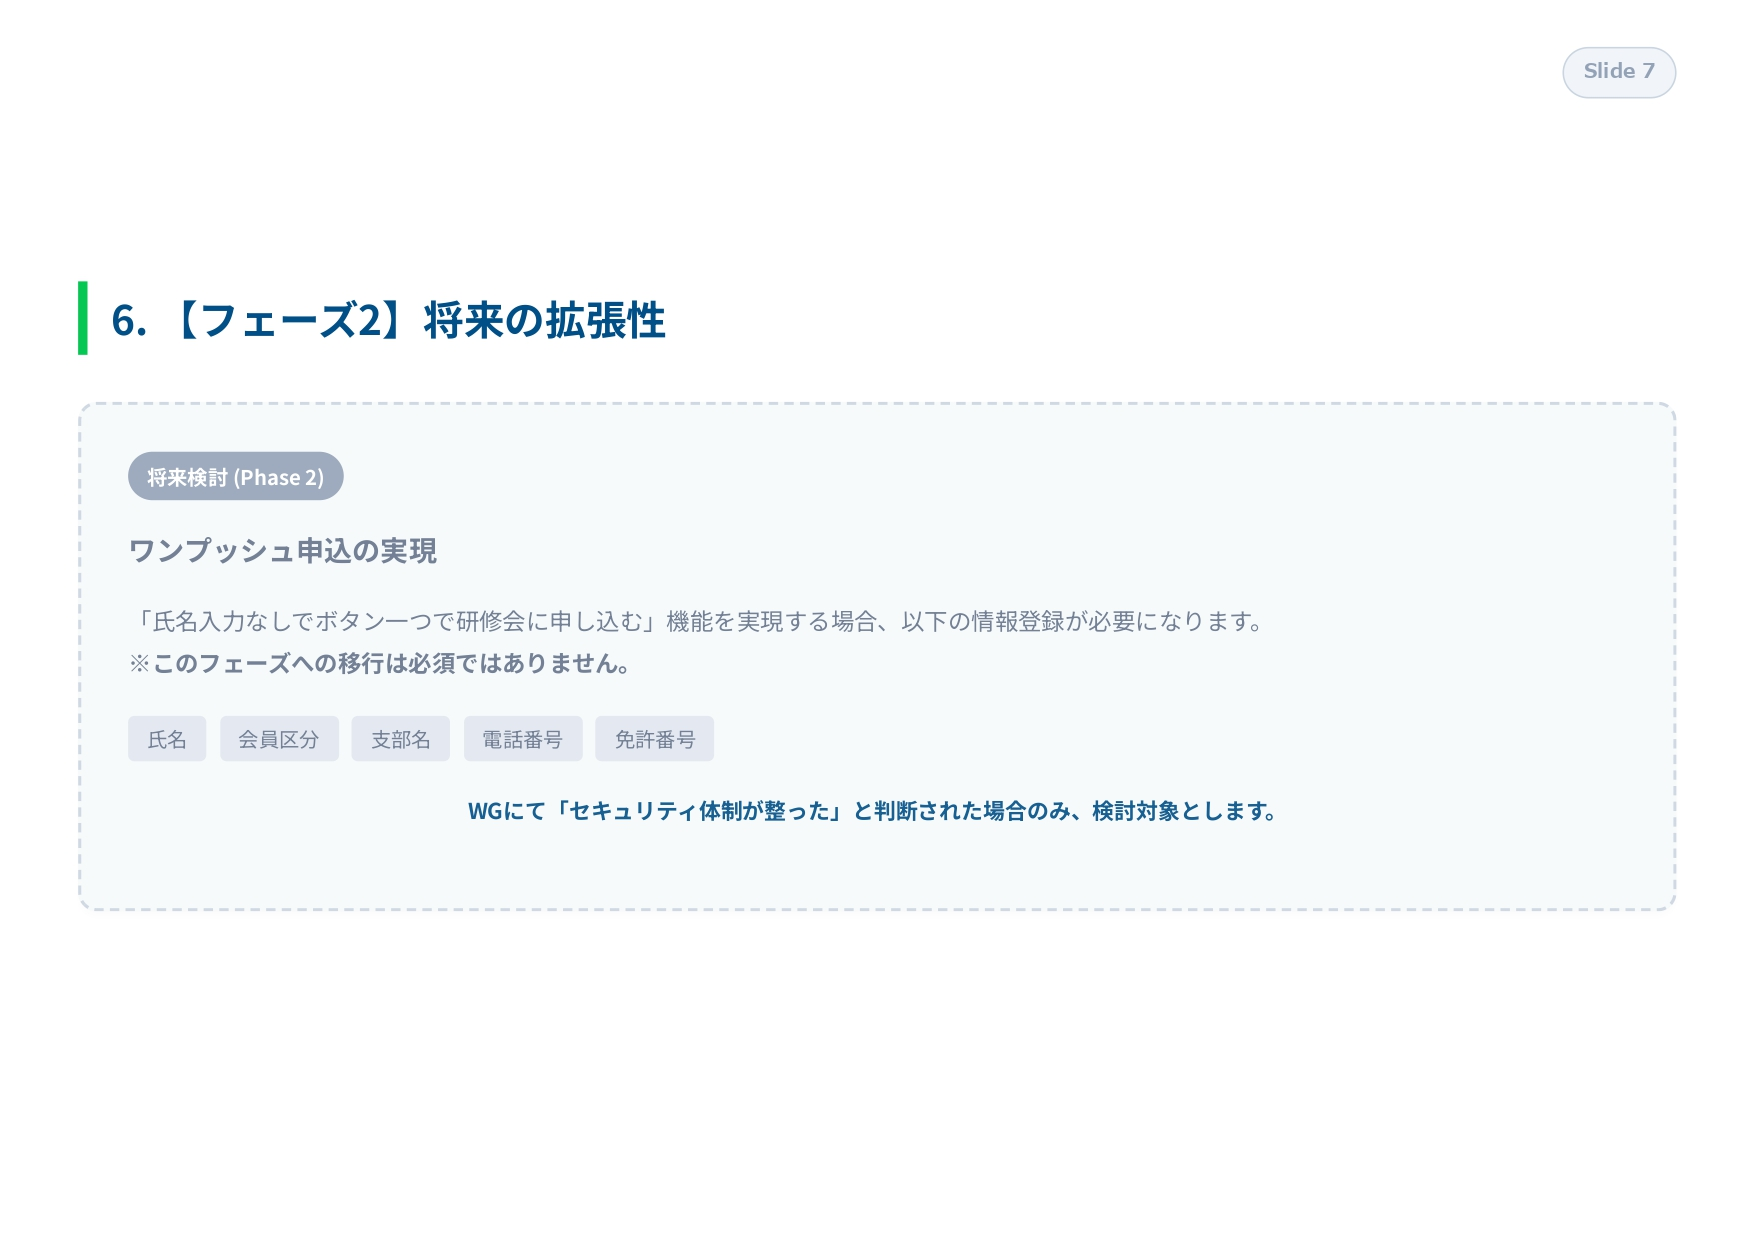 Slide 7
6. 【フェーズ2】将来の拡張性
将来検討 (Phase 2)
ワンプッシュ申込の実現
「氏名入力なしでボタン一つで研修会に申し込む」機能を実現する場合、以下の情報登録が必要になります。
※このフェーズへの移行は必須ではありません。
氏名 会員区分 支部名 電話番号 免許番号
WGにて「セキュリティ体制が整った」と判断された場合のみ、検討対象とします。